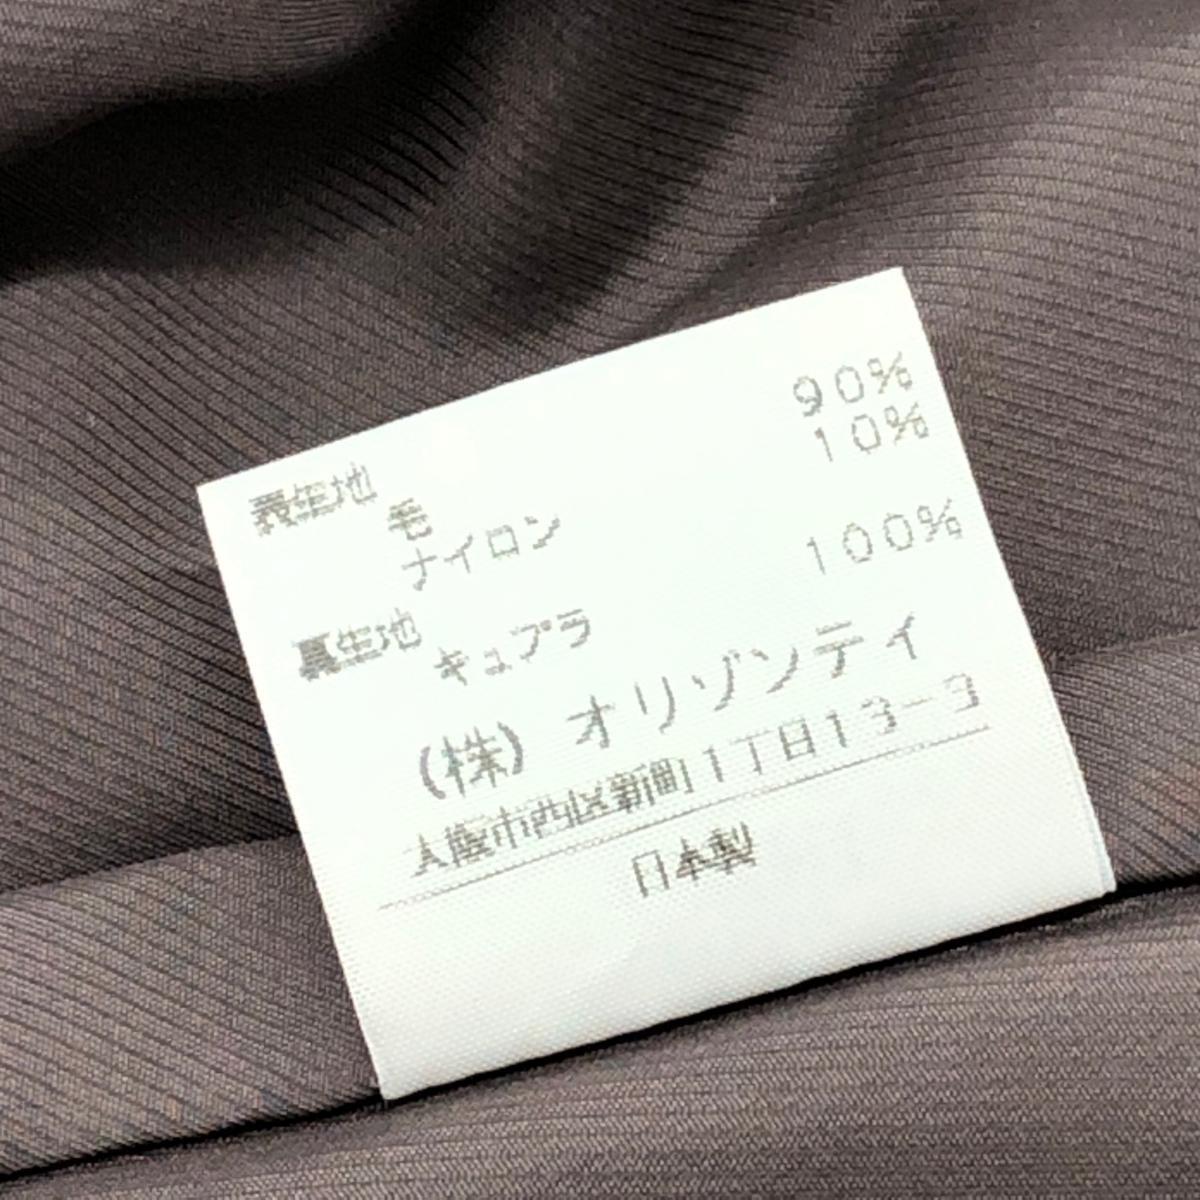 表生地
毛 90%
ナイロン 10%
裏生地
キュプラ 100%
(株) オリゾンティ
大阪市西区新町1丁目13-3
日本製